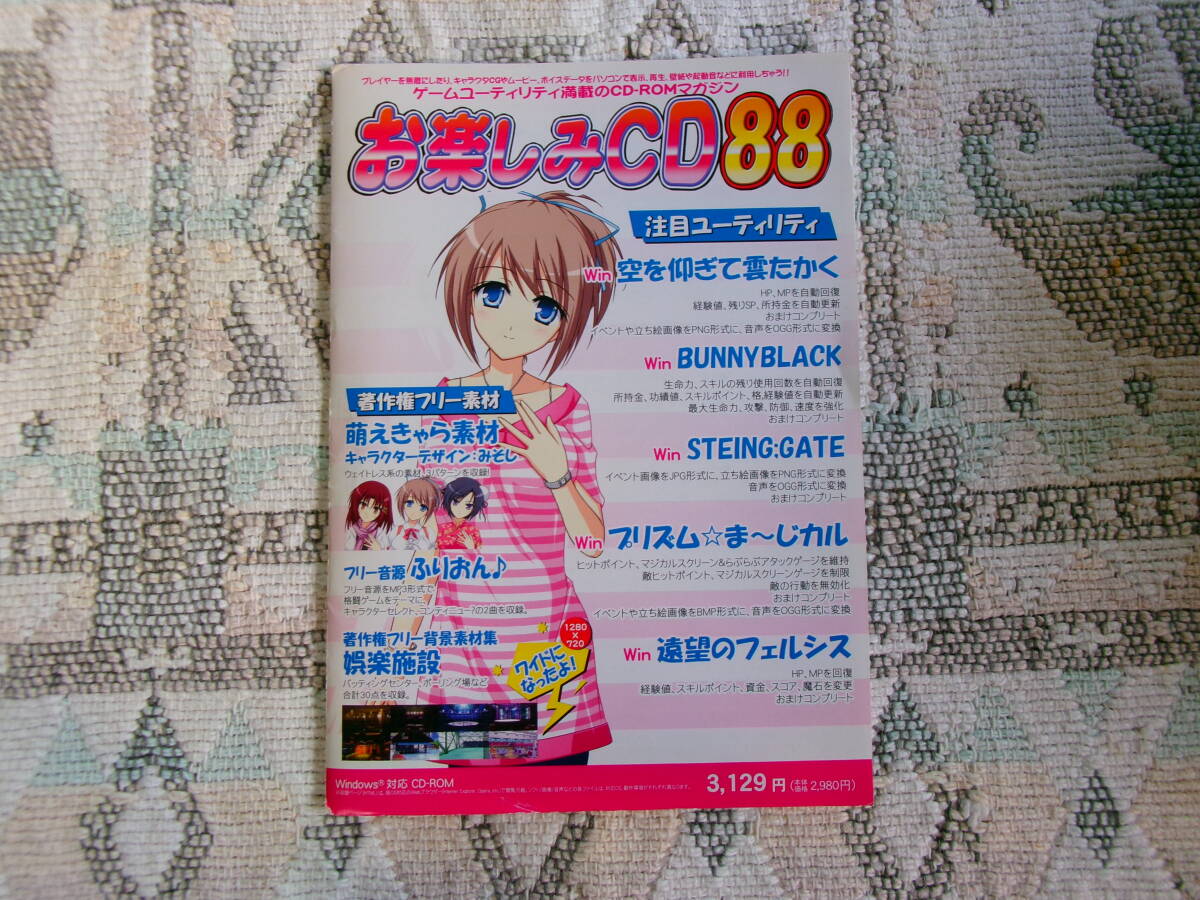 プレイヤーを無敵にしたり、キャラクタCGやムービー、ボイスデータをパソコンで表示、再生、壁紙や起動音などに利用しちゃう!!
ゲームユーティリティ満載のCD-ROMマガジン
お楽しみCD88
注目ユーティリティ
Win 空を仰ぎて雲たかく
HP、MPを自動回復
経験値、残りSP、所持金を自動更新
おまけコンプリート
イベントや立ち絵画像をPNG形式に、音声をOGG形式に変換
Win BUNNYBLACK
生命力、スキルの残り使用回数を自動回復
所持金、功績値、スキルポイント、格、経験値を自動更新
最大生命力、攻撃、防御、速度を強化
おまけコンプリート
Win STEING:GATE
イベント画像をJPG形式に、立ち絵画像をPNG形式に変換
音声をOGG形式に変換
おまけコンプリート
Win プリズム☆ま〜じカル
ヒットポイント、マジカルスクリーン&らぶらぶアタックゲージを維持
敵ヒットポイント、マジカルスクリーンゲージを制限
敵の行動を無効化
おまけコンプリート
イベントや立ち絵画像をBMP形式に、音声をOGG形式に変換
Win 遠望のフェルシス
HP、MPを回復
経験値、スキルポイント、資金、スコア、魔石を変更
おまけコンプリート
著作権フリー素材
萌えきゃら素材
キャラクターデザイン:みそし
ウェイトレス系の素材、3パターンを収録!
フリー音源 ふりおん♪
フリー音源をMP3形式で、
格闘ゲームをテーマに、
キャラクターセレクト、コンティニュー?の2曲を収録。
著作権フリー背景素材集
娯楽施設
バッティングセンター、ボーリング場など
合計30点を収録。
1280
×
720
ワイドに
なったよ!
Windows® 対応 CD-ROM
3,129 円 (本体価格 2,980円)